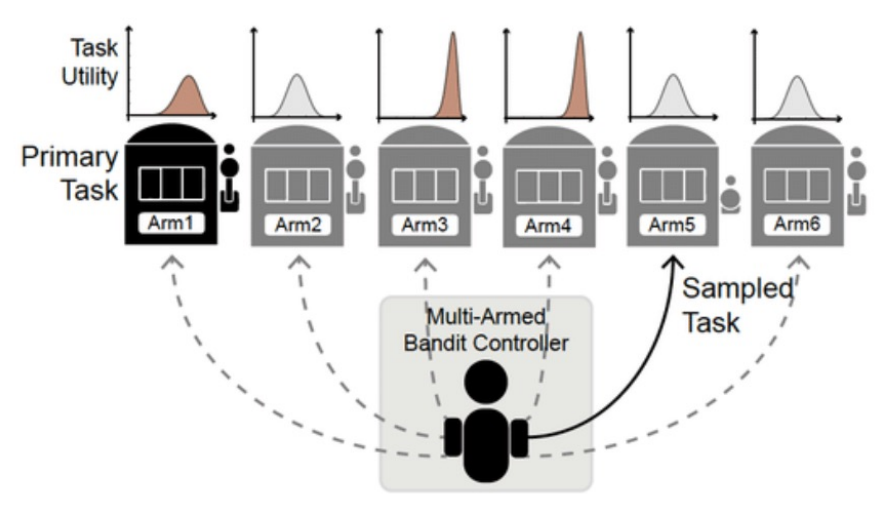 Task
Utility
Primary
Task
Arm1
Arm2
Arm3
Arm4
Arm5
Arm6
Sampled
Task
Multi-Armed
Bandit Controller